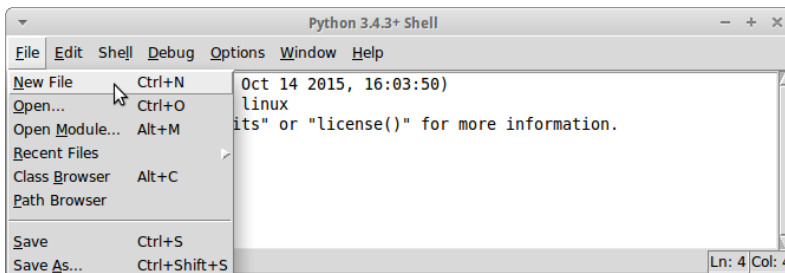 Python 3.4.3+ Shell
File Edit Shell Debug Options Window Help
New File Ctrl+N
Open... Ctrl+O
Open Module... Alt+M
Recent Files
Class Browser Alt+C
Path Browser
Save Ctrl+S
Save As... Ctrl+Shift+S
Oct 14 2015, 16:03:50)
linux
its" or "license()" for more information.
Ln: 4 Col: 4